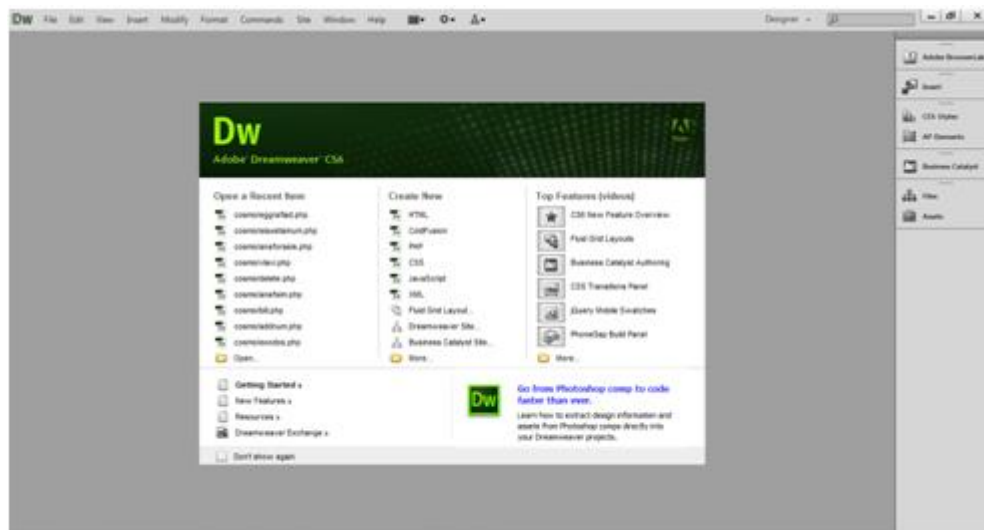 Dw File Edit View Insert Modify Format Commands Site Window Help
Designer
Adobe BrowserLab
Insert
CSS Styles
AP Elements
Business Catalyst
Files
Assets
Dw
Adobe Dreamweaver CS6
Open a Recent Item
Open...
Create New
HTML
ColdFusion
PHP
CSS
JavaScript
XML
Fluid Grid Layout...
Dreamweaver Site...
Business Catalyst Site...
More...
Top Features (videos)
CS6 New Feature Overview
Fluid Grid Layouts
Business Catalyst Authoring
CSS Transitions Panel
jQuery Mobile Swatches
PhoneGap Build Panel
More...
Getting Started »
New Features »
Resources »
Dreamweaver Exchange »
Dw
Go from Photoshop comp to code
faster than ever.
Learn how to extract design information and
assets from Photoshop comps directly into
your Dreamweaver projects.
Don't show again